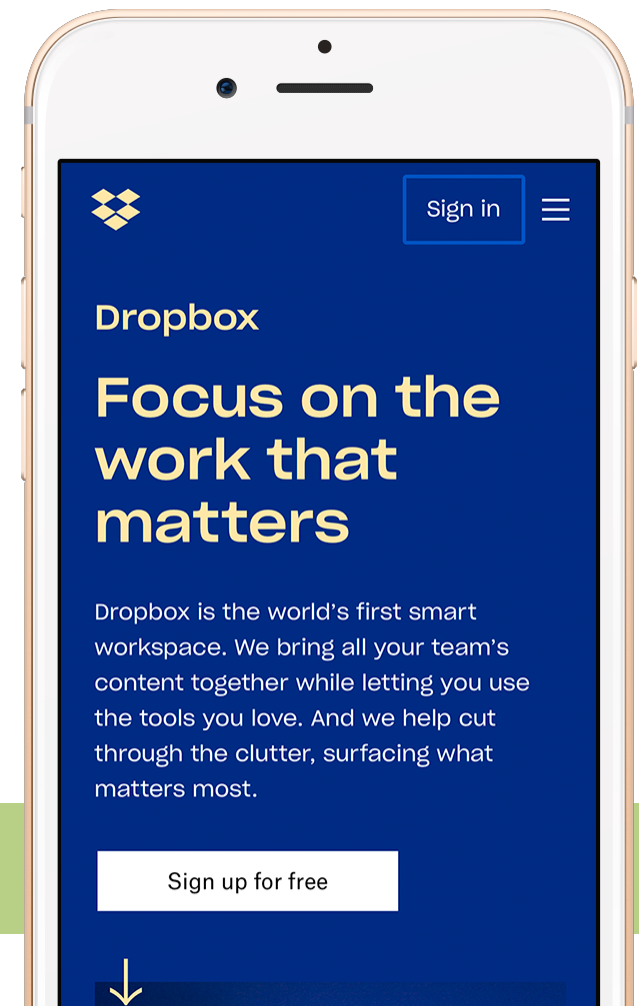 Sign in
Dropbox
Focus on the
work that
matters
Dropbox is the world’s first smart
workspace. We bring all your team’s
content together while letting you use
the tools you love. And we help cut
through the clutter, surfacing what
matters most.
Sign up for free